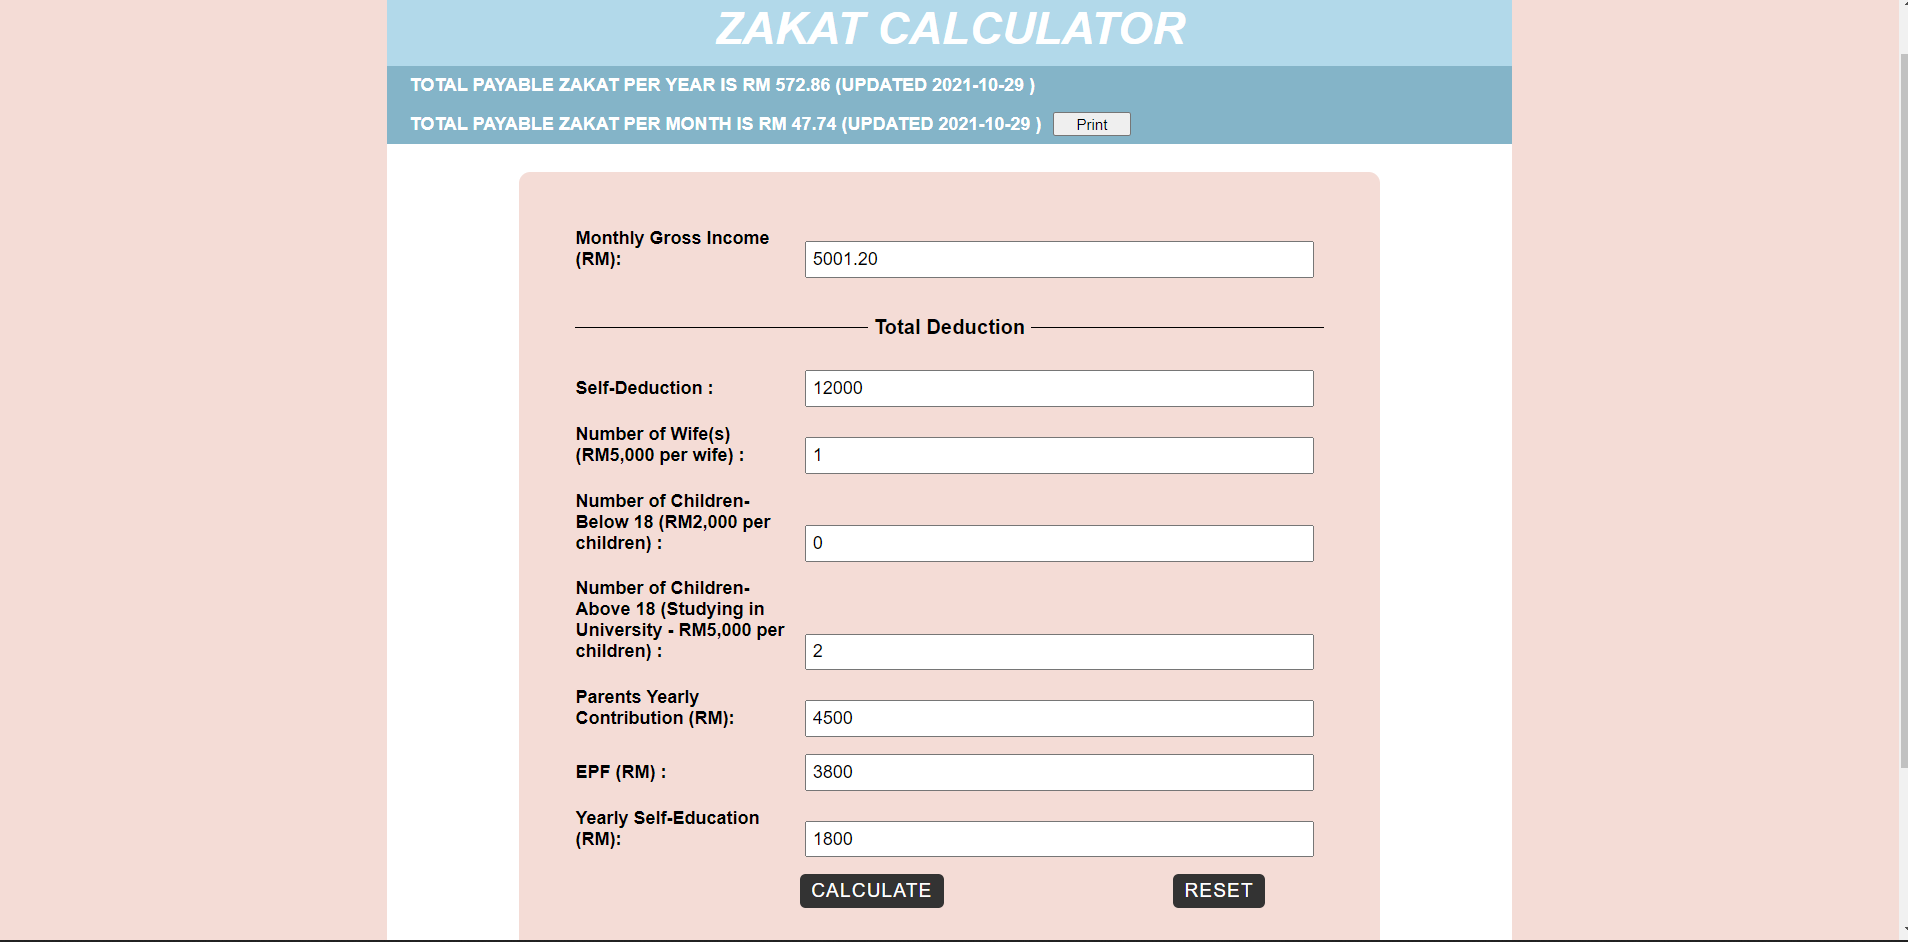 ZAKAT CALCULATOR
TOTAL PAYABLE ZAKAT PER YEAR IS RM 572.86 (UPDATED 2021-10-29 )
TOTAL PAYABLE ZAKAT PER MONTH IS RM 47.74 (UPDATED 2021-10-29 ) Print
Monthly Gross Income
(RM): 5001.20
Total Deduction
Self-Deduction : 12000
Number of Wife(s)
(RM5,000 per wife) : 1
Number of Children-
Below 18 (RM2,000 per
children) : 0
Number of Children-
Above 18 (Studying in
University - RM5,000 per
children) : 2
Parents Yearly
Contribution (RM): 4500
EPF (RM) : 3800
Yearly Self-Education
(RM): 1800
CALCULATE RESET